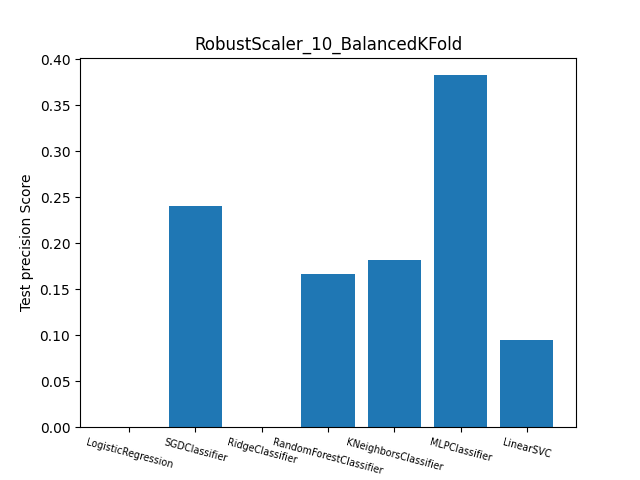 RobustScaler_10_BalancedKFold
Test precision Score
0.40
0.35
0.30
0.25
0.20
0.15
0.10
0.05
0.00
LogisticRegression
SGDClassifier
RidgeClassifier
RandomForestClassifier
KNeighborsClassifier
MLPClassifier
LinearSVC